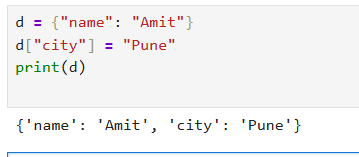 d = {"name": "Amit"}
d["city"] = "Pune"
print(d)
{'name': 'Amit', 'city': 'Pune'}